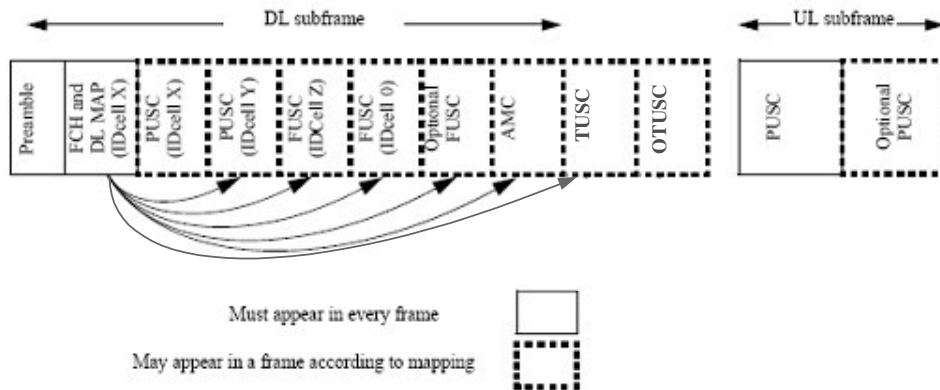 DL subframe
UL subframe
Preamble
FCH and
DL MAP
(IDcell X)
PUSC
(IDcell X)
PUSC
(IDcell Y)
FUSC
(IDCell Z)
FUSC
(IDcell 0)
Optional
FUSC
AMC
TUSC
OTUSC
PUSC
Optional
PUSC
Must appear in every frame
May appear in a frame according to mapping